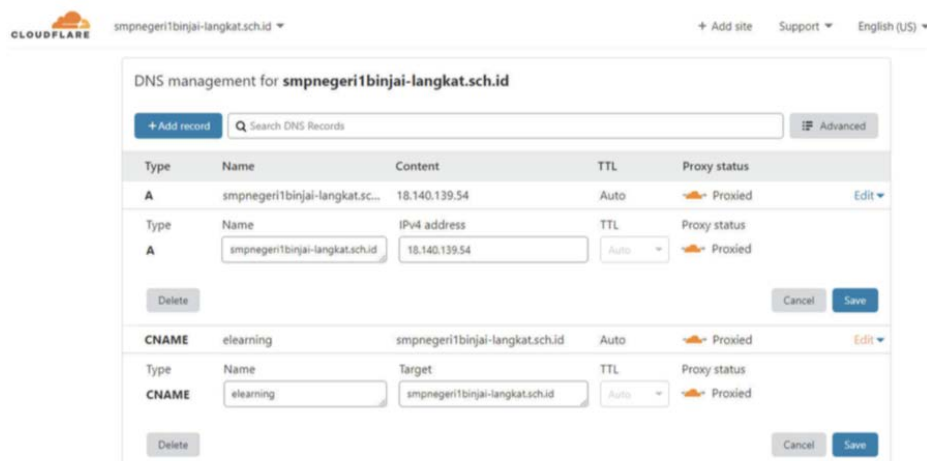 CLOUDFLARE
smpnegeri1binjai-langkat.sch.id
+ Add site Support English (US)
DNS management for smpnegeri1binjai-langkat.sch.id
+Add record Search DNS Records Advanced
Type Name Content TTL Proxy status
A smpnegeri1binjai-langkat.sc... 18.140.139.54 Auto Proxied Edit
Type Name IPv4 address TTL Proxy status
A smpnegeri1binjai-langkat.sch.id 18.140.139.54 Auto Proxied
Delete Cancel Save
CNAME elearning smpnegeri1binjai-langkat.sch.id Auto Proxied Edit
Type Name Target TTL Proxy status
CNAME elearning smpnegeri1binjai-langkat.sch.id Auto Proxied
Delete Cancel Save